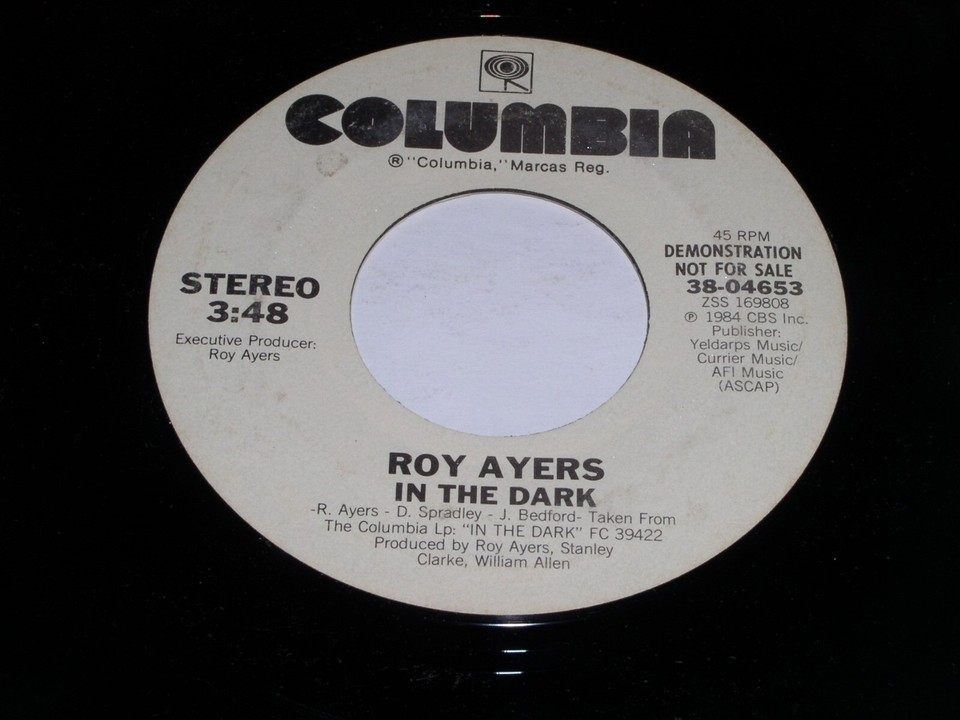 COLUMBIA
® "Columbia," Marcas Reg.
STEREO
3:48
Executive Producer:
Roy Ayers
45 RPM
DEMONSTRATION
NOT FOR SALE
38-04653
ZSS 169808
℗ 1984 CBS Inc.
Publisher:
Yeldarps Music/
Currier Music/
AFI Music
(ASCAP)
ROY AYERS
IN THE DARK
-R. Ayers - D. Spradley - J. Bedford- Taken From
The Columbia Lp: "IN THE DARK" FC 39422
Produced by Roy Ayers, Stanley
Clarke, William Allen